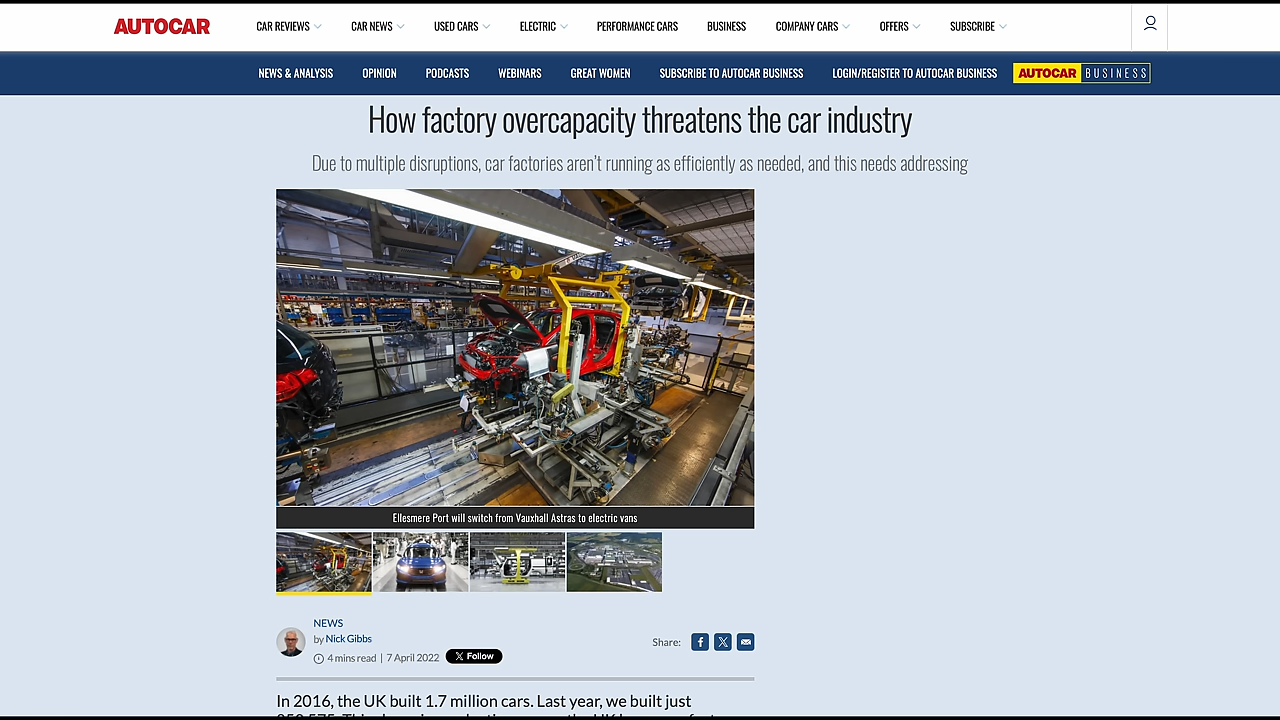 AUTOCAR
CAR REVIEWS CAR NEWS USED CARS ELECTRIC PERFORMANCE CARS BUSINESS COMPANY CARS OFFERS SUBSCRIBE
NEWS & ANALYSIS OPINION PODCASTS WEBINARS GREAT WOMEN SUBSCRIBE TO AUTOCAR BUSINESS LOGIN/REGISTER TO AUTOCAR BUSINESS AUTOCAR BUSINESS
How factory overcapacity threatens the car industry
Due to multiple disruptions, car factories aren't running as efficiently as needed, and this needs addressing
Ellesmere Port will switch from Vauxhall Astras to electric vans
NEWS
by Nick Gibbs
4 mins read | 7 April 2022 X Follow
Share:
In 2016, the UK built 1.7 million cars. Last year, we built just